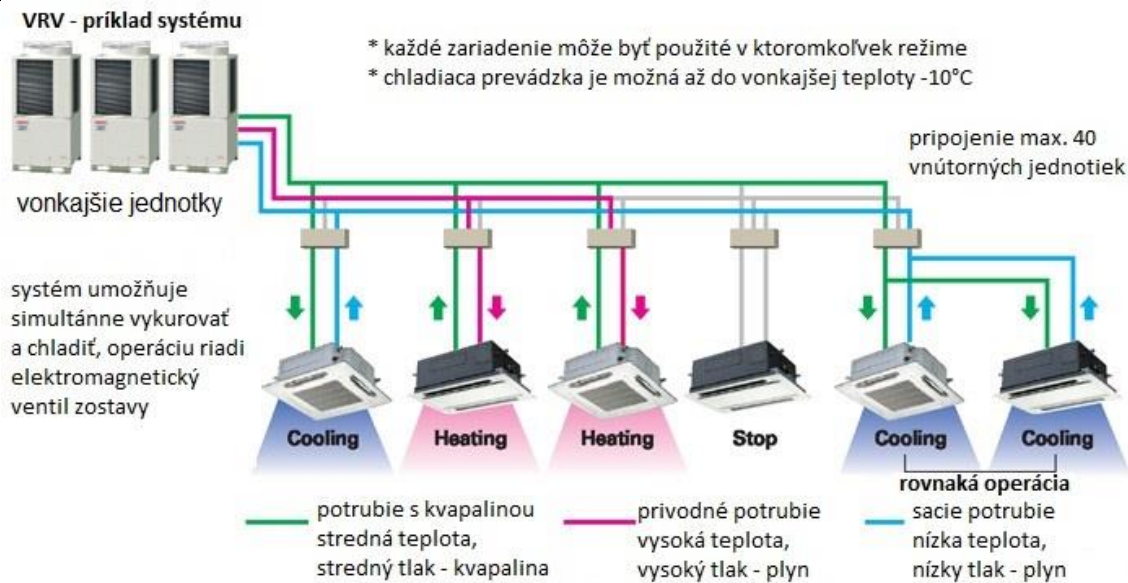 VRV - príklad systému
* každé zariadenie môže byť použité v ktoromkoľvek režime
* chladiaca prevádzka je možná až do vonkajšej teploty -10°C
pripojenie max. 40
vnútorných jednotiek
vonkajšie jednotky
systém umožňuje
simultánne vykurovať
a chladiť, operáciu riadi
elektromagnetický
ventil zostavy
Cooling
Heating
Heating
Stop
Cooling
Cooling
rovnaká operácia
potrubie s kvapalinou
stredná teplota,
stredný tlak - kvapalina
privodné potrubie
vysoká teplota,
vysoký tlak - plyn
sacie potrubie
nízka teplota,
nízky tlak - plyn